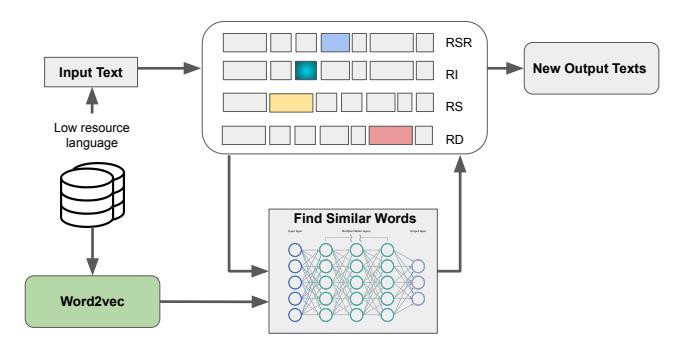 RSR
Input Text
RI
New Output Texts
RS
Low resource
language
RD
Find Similar Words
Input layer
Multiple hidden layers
Output layer
Word2vec